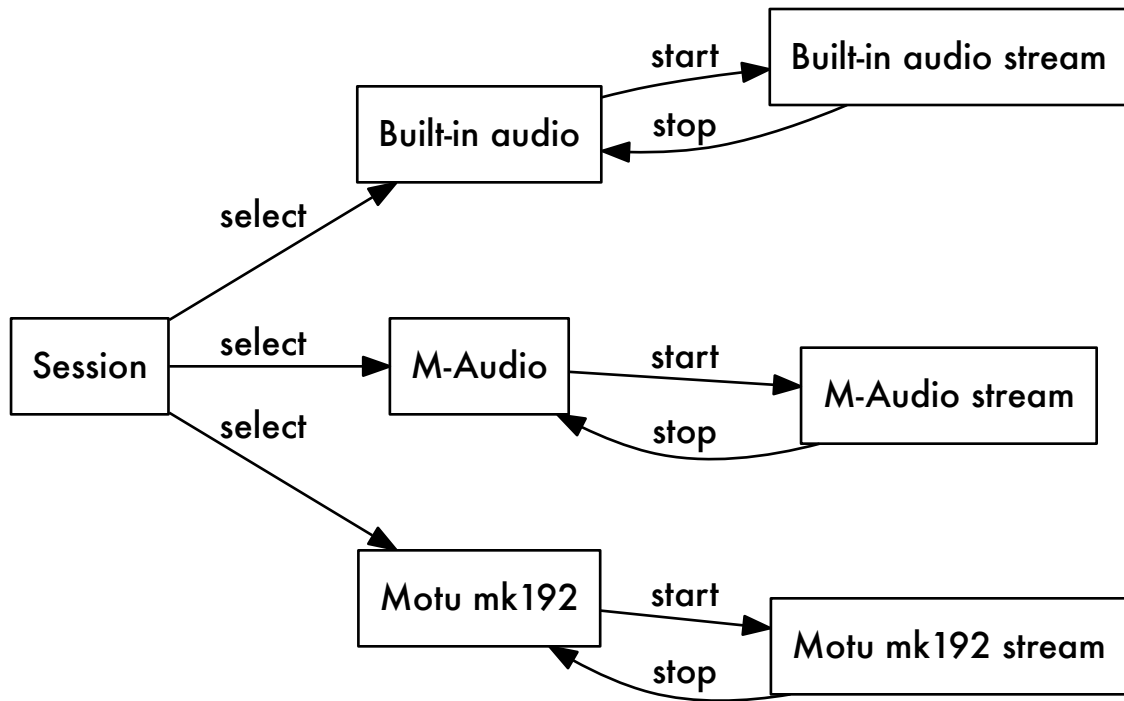 Built-in audio stream
start
Built-in audio
stop
select
Session
select
M-Audio
start
M-Audio stream
stop
select
Motu mk192
start
Motu mk192 stream
stop